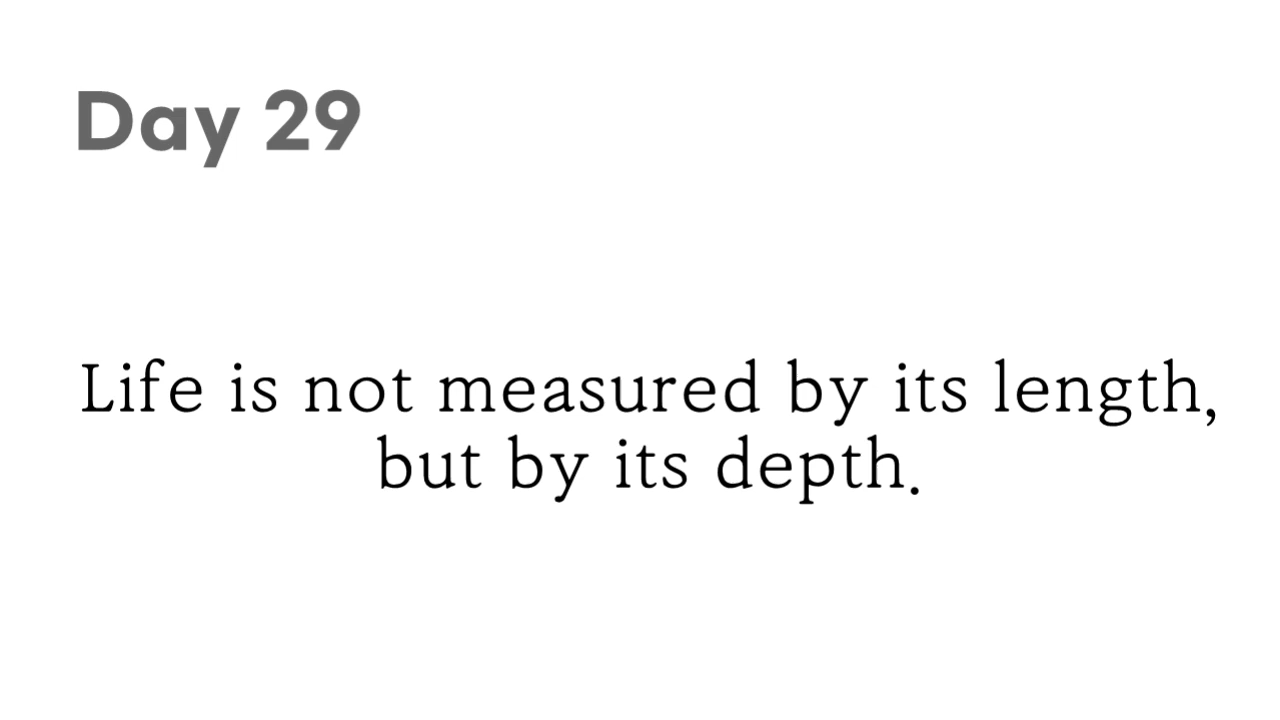 Day 29
Life is not measured by its length,
but by its depth.